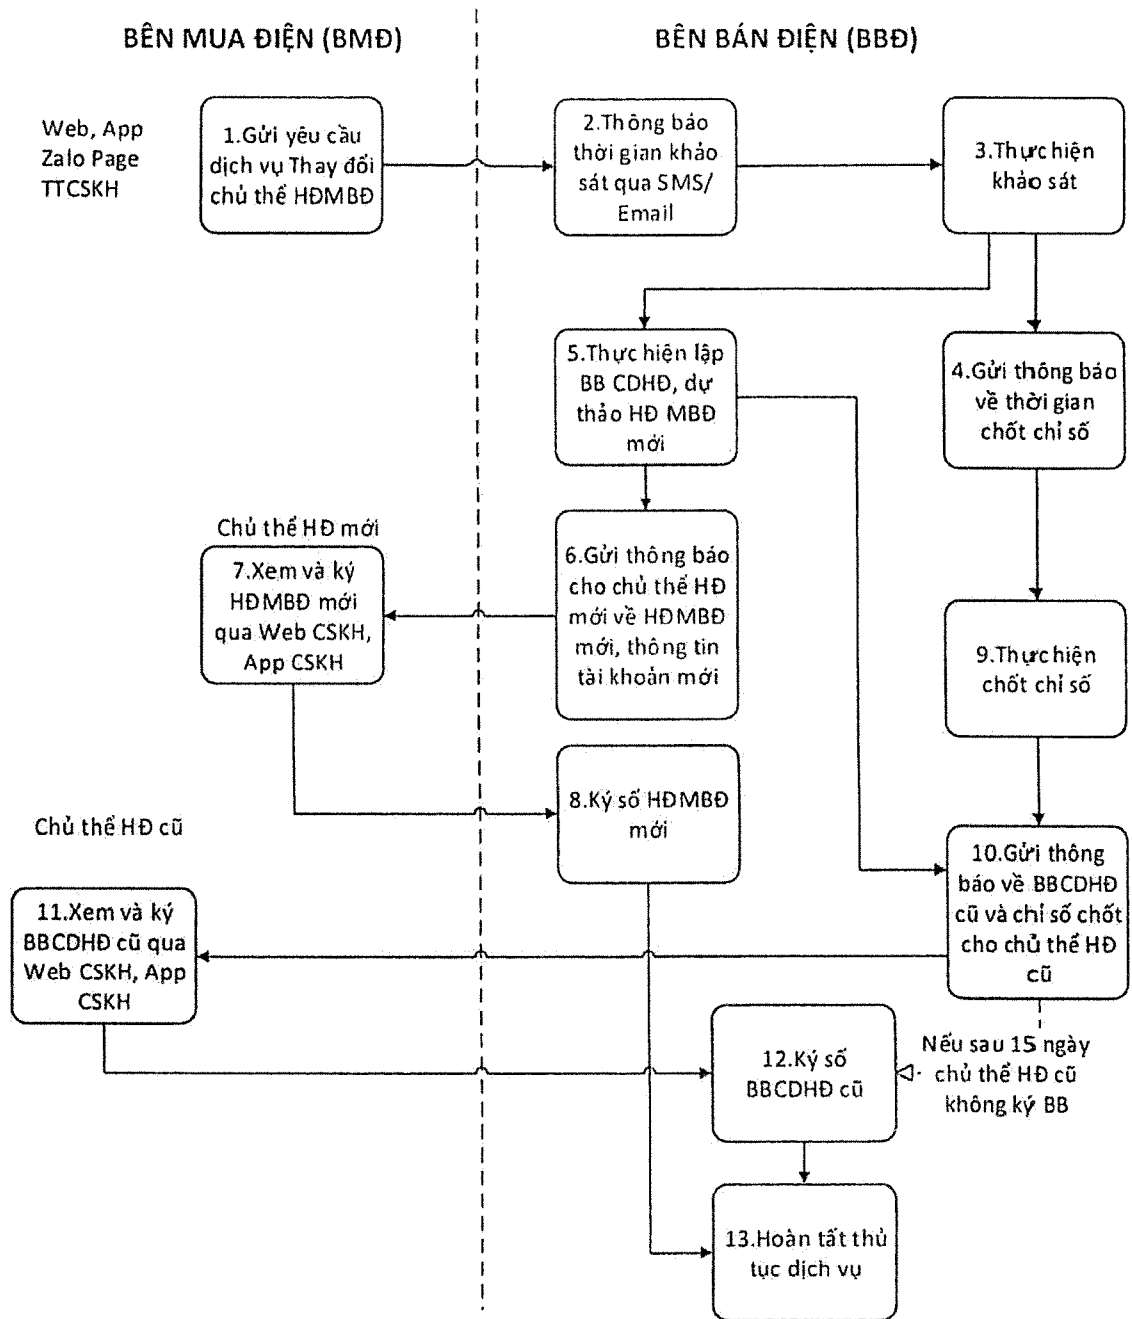 BÊN MUA ĐIỆN (BMĐ)
BÊN BÁN ĐIỆN (BBĐ)
Web, App
Zalo Page
TTCSKH
1.Gửi yêu cầu
dịch vụ Thay đổi
chủ thể HĐMBĐ
2.Thông báo
thời gian khảo
sát qua SMS/
Email
3.Thực hiện
khảo sát
5.Thực hiện lập
BB CDHĐ, dự
thảo HĐ MBĐ
mới
4.Gửi thông báo
về thời gian
chốt chỉ số
Chủ thể HĐ mới
7.Xem và ký
HĐMBĐ mới
qua Web CSKH,
App CSKH
6.Gửi thông báo
cho chủ thể HĐ
mới về HĐMBĐ
mới, thông tin
tài khoản mới
9.Thực hiện
chốt chỉ số
8.Ký số HĐMBĐ
mới
Chủ thể HĐ cũ
10.Gửi thông
báo về BBCDHĐ
cũ và chỉ số chốt
cho chủ thể HĐ
cũ
11.Xem và ký
BBCDHĐ cũ qua
Web CSKH, App
CSKH
12.Ký số
BBCDHĐ cũ
Nếu sau 15 ngày
chủ thể HĐ cũ
không ký BB
13.Hoàn tất thủ
tục dịch vụ